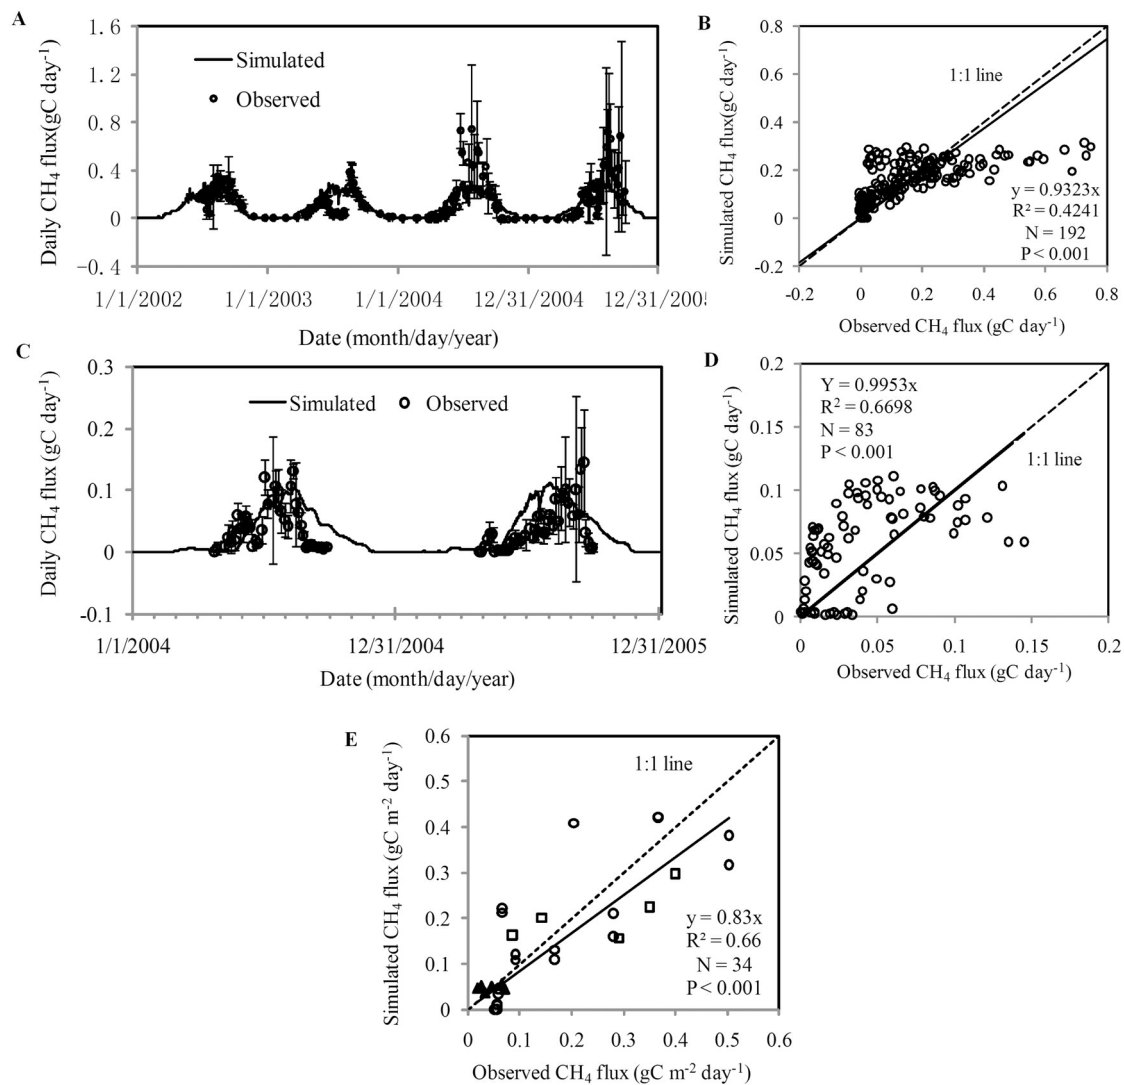 A
Daily CH4 flux(gC day-1)
1.6
1.2
0.8
0.4
0
−0.4
Simulated
Observed
1/1/2002
1/1/2003
1/1/2004
12/31/2004
12/31/2005
Date (month/day/year)
B
Simulated CH4 flux(gC day-1)
0.8
0.6
0.4
0.2
0
-0.2
1:1 line
y = 0.9323x
R² = 0.4241
N = 192
P < 0.001
-0.2
0
0.2
0.4
0.6
0.8
Observed CH4 flux (gC day-1)
C
Daily CH4 flux (gC day-1)
0.3
0.2
0.1
0
-0.1
Simulated
Observed
1/1/2004
12/31/2004
12/31/2005
Date (month/day/year)
D
Simulated CH4 flux (gC day-1)
0.2
0.15
0.1
0.05
0
Y = 0.9953x
R² = 0.6698
N = 83
P < 0.001
1:1 line
0
0.05
0.1
0.15
0.2
Observed CH4 flux (gC day-1)
E
Simulated CH4 flux (gC m-2 day-1)
0.6
0.5
0.4
0.3
0.2
0.1
0
1:1 line
y = 0.83x
R² = 0.66
N = 34
P < 0.001
0
0.1
0.2
0.3
0.4
0.5
0.6
Observed CH4 flux (gC m-2 day-1)